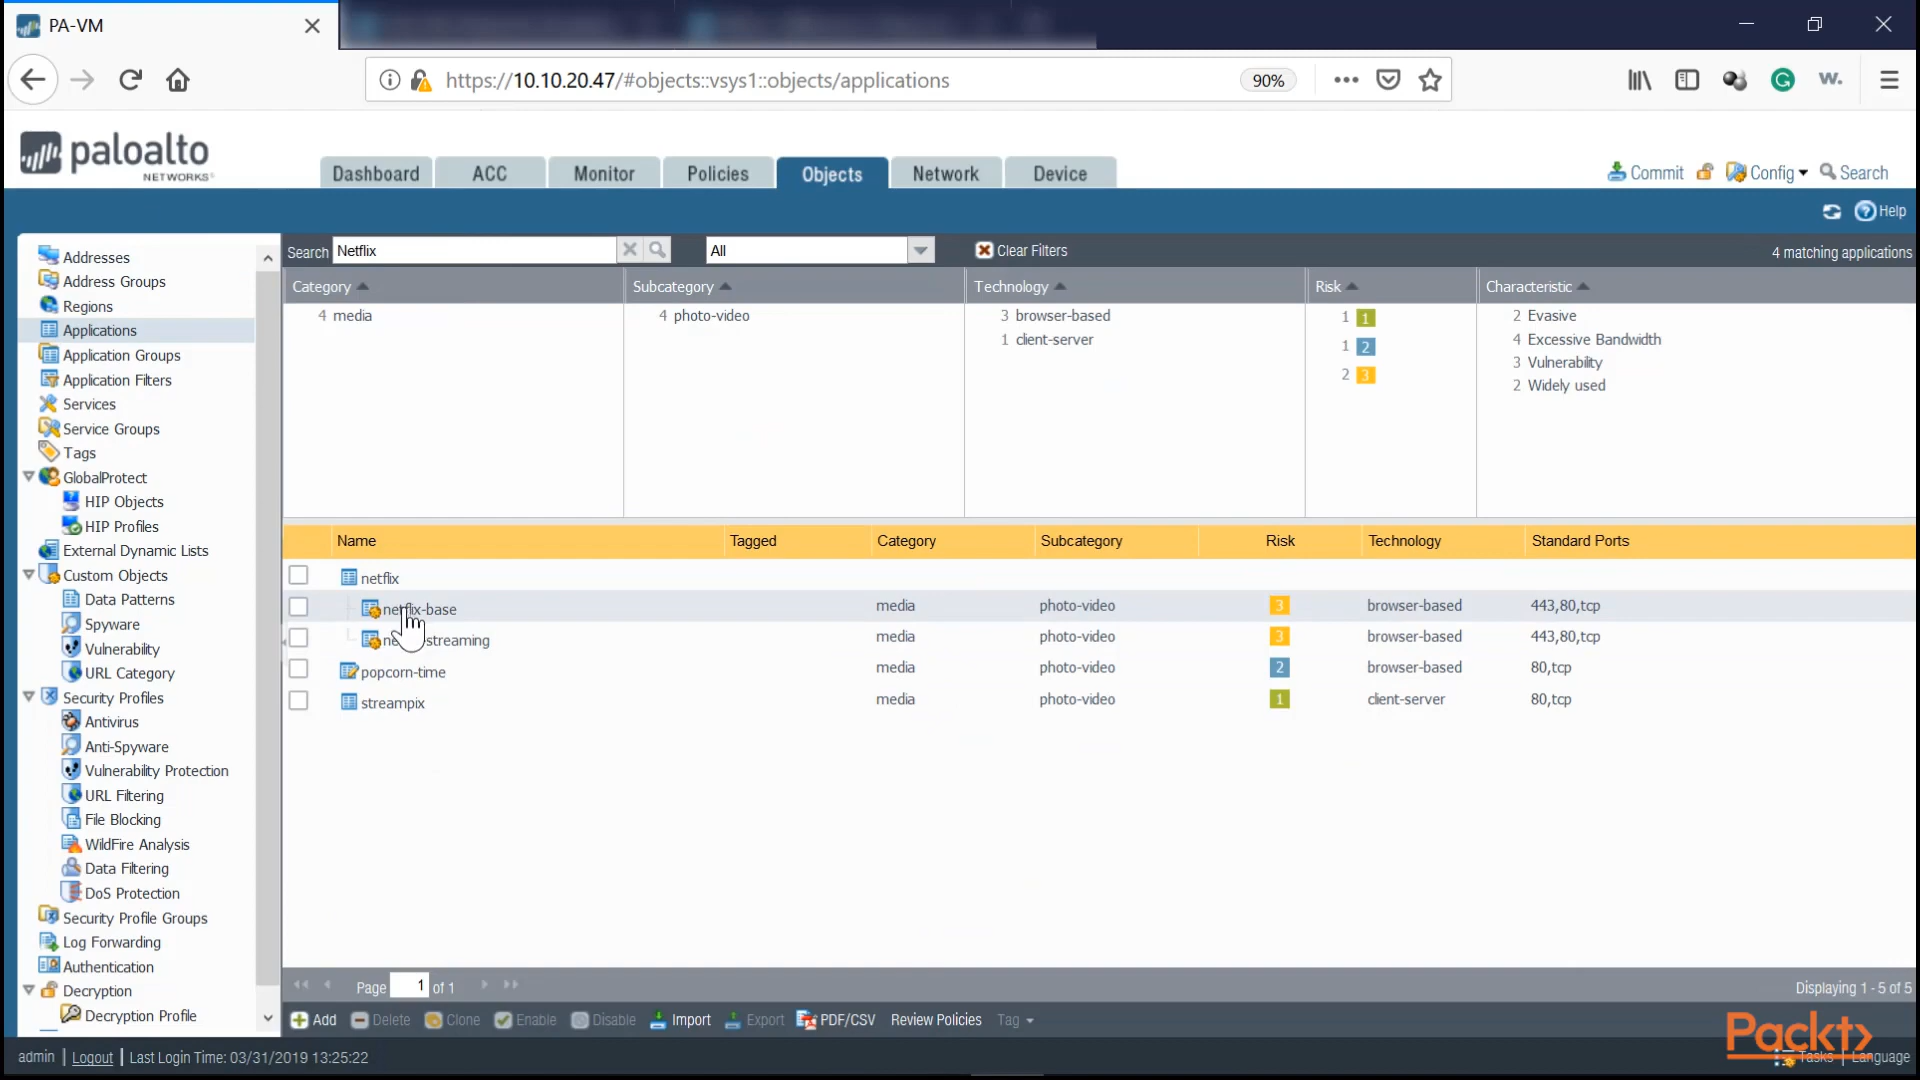 PA-VM
https://10.10.20.47/#objects::vsys1::objects/applications
90%
w.
paloalto
NETWORKS
Dashboard
ACC
Monitor
Policies
Objects
Network
Device
Commit
Config
Search
Help
Addresses
Address Groups
Regions
Applications
Application Groups
Application Filters
Services
Service Groups
Tags
GlobalProtect
HIP Objects
HIP Profiles
External Dynamic Lists
Custom Objects
Data Patterns
Spyware
Vulnerability
URL Category
Security Profiles
Antivirus
Anti-Spyware
Vulnerability Protection
URL Filtering
File Blocking
WildFire Analysis
Data Filtering
DoS Protection
Security Profile Groups
Log Forwarding
Authentication
Decryption
Decryption Profile
Search Netflix All Clear Filters 4 matching applications
Category Subcategory Technology Risk Characteristic
4 media
4 photo-video
3 browser-based
1 client-server
1 1
1 2
2 3
2 Evasive
4 Excessive Bandwidth
3 Vulnerability
2 Widely used
Name Tagged Category Subcategory Risk Technology Standard Ports
netflix
netflix-base media photo-video 3 browser-based 443,80,tcp
streaming media photo-video 3 browser-based 443,80,tcp
popcorn-time media photo-video 2 browser-based 80,tcp
streampix media photo-video 1 client-server 80,tcp
Page 1 of 1 Displaying 1 - 5 of 5
Add Delete Clone Enable Disable Import Export PDF/CSV Review Policies Tag
Packt>
admin | Logout | Last Login Time: 03/31/2019 13:25:22
Tasks | Language